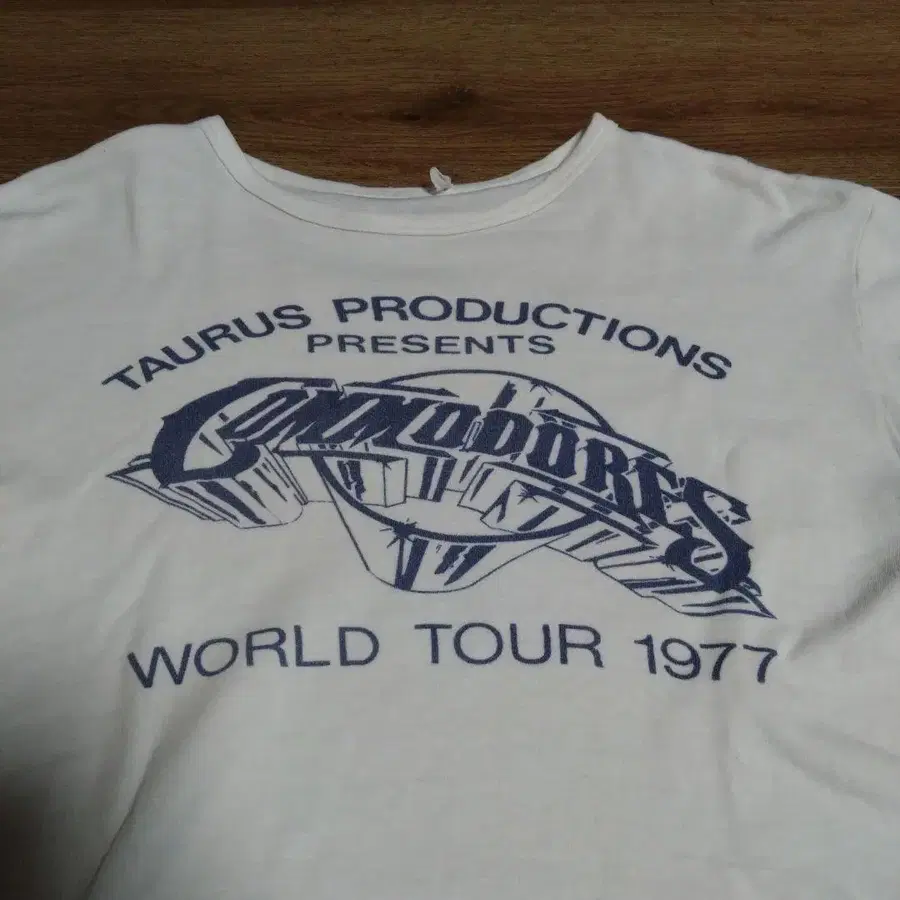 TAURUS PRODUCTIONS
PRESENTS
COMMODORES
WORLD TOUR 1977